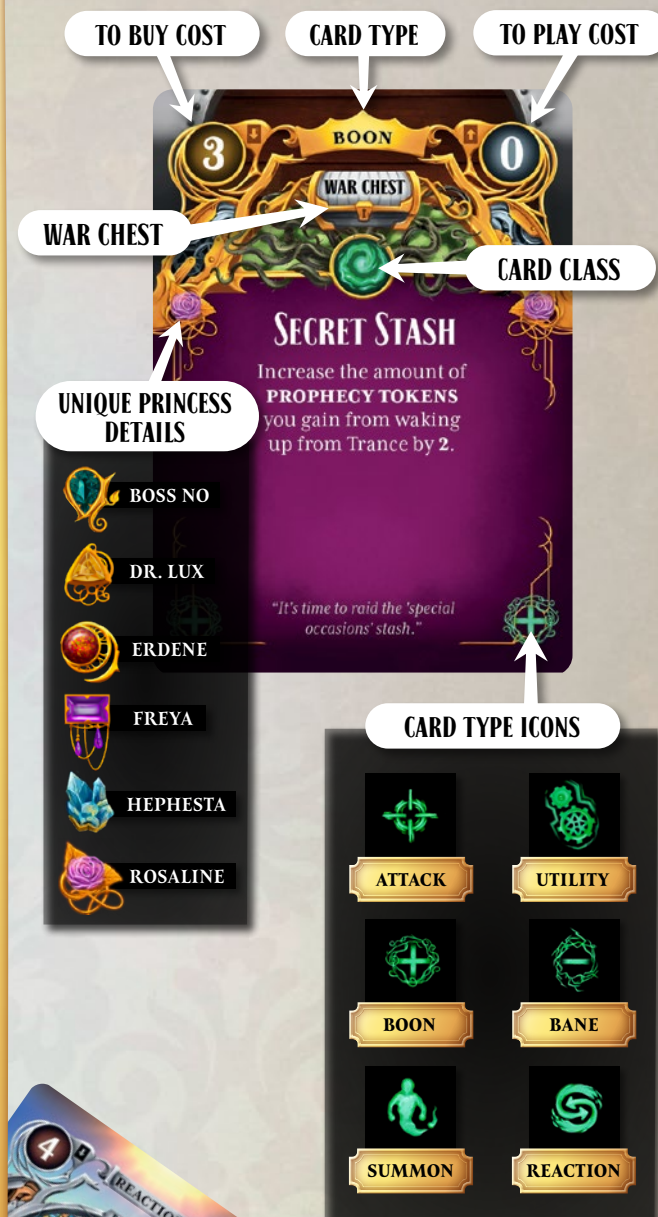 TO BUY COST
CARD TYPE
TO PLAY COST
3
BOON
0
WAR CHEST
WAR CHEST
CARD CLASS
SECRET STASH
Increase the amount of
PROPHECY TOKENS
you gain from waking
up from Trance by 2.
UNIQUE PRINCESS
DETAILS
BOSS NO
DR. LUX
ERDENE
FREYA
HEPHESTA
ROSALINE
"It's time to raid the 'special
occasions' stash."
CARD TYPE ICONS
ATTACK
UTILITY
BOON
BANE
SUMMON
REACTION
4
REACTION